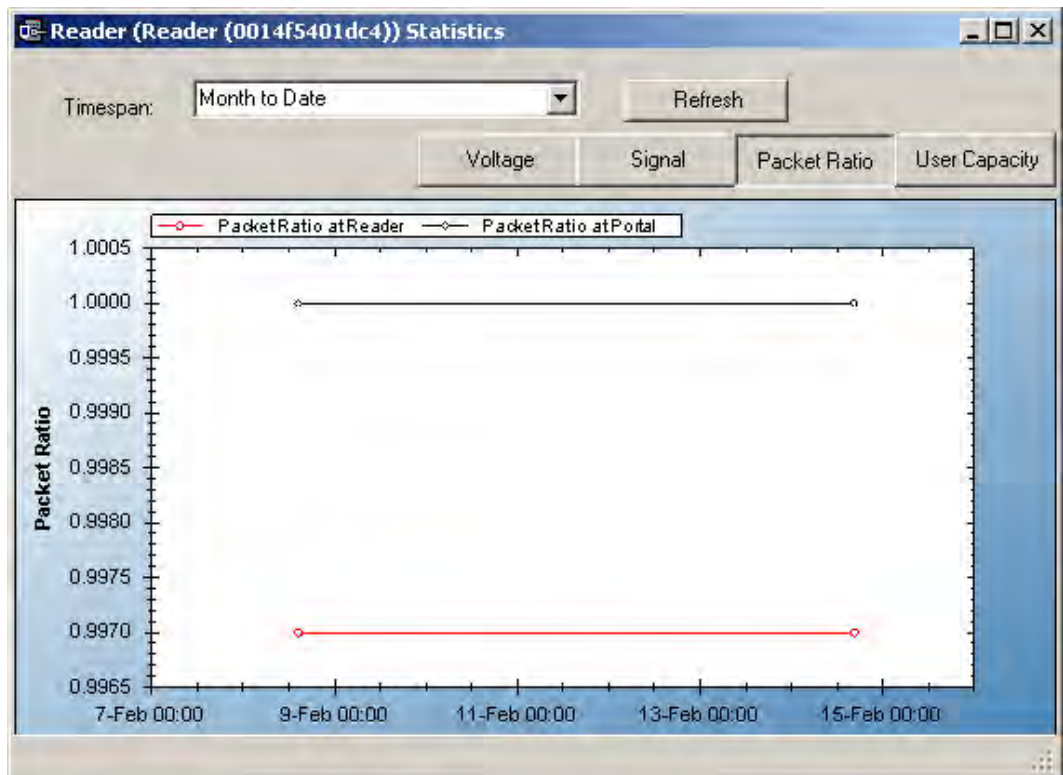 Reader (Reader (0014f5401dc4)) Statistics
Timespan:
Month to Date
Refresh
Voltage
Signal
Packet Ratio
User Capacity
PacketRatio atReader
PacketRatio atPortal
1.0005
1.0000
0.9995
0.9990
0.9985
0.9980
0.9975
0.9970
0.9965
Packet Ratio
7-Feb 00:00
9-Feb 00:00
11-Feb 00:00
13-Feb 00:00
15-Feb 00:00